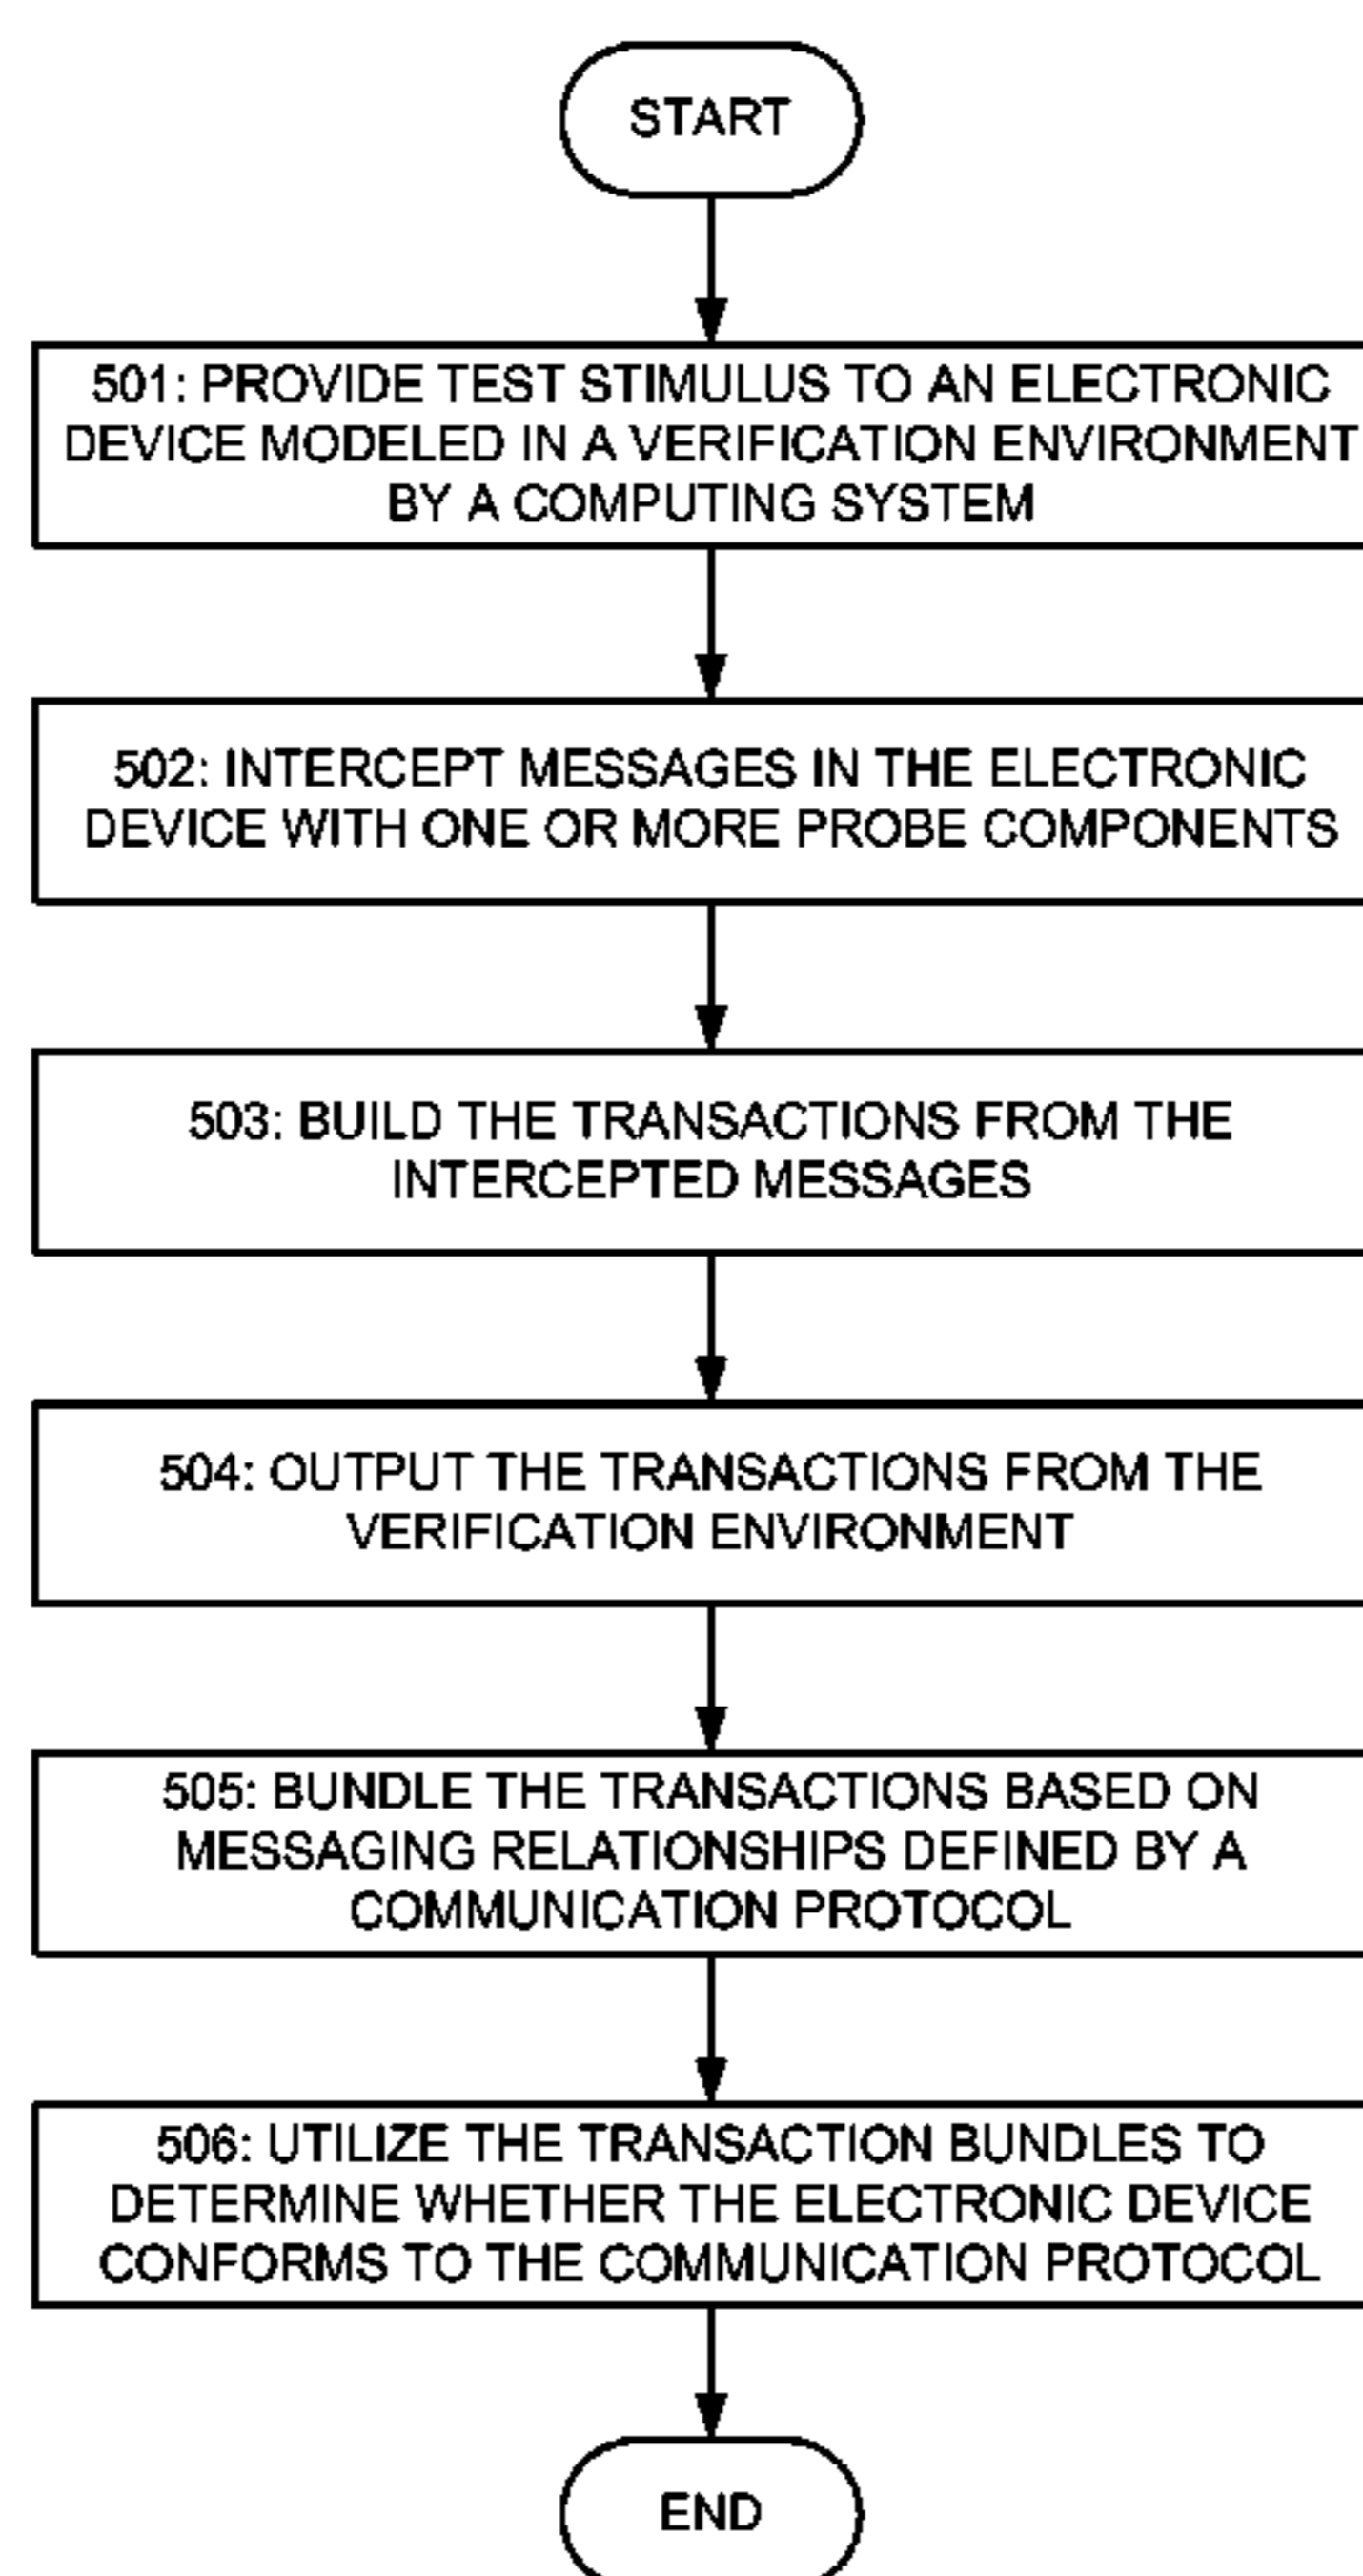 START
501: PROVIDE TEST STIMULUS TO AN ELECTRONIC
DEVICE MODELED IN A VERIFICATION ENVIRONMENT
BY A COMPUTING SYSTEM
502: INTERCEPT MESSAGES IN THE ELECTRONIC
DEVICE WITH ONE OR MORE PROBE COMPONENTS
503: BUILD THE TRANSACTIONS FROM THE
INTERCEPTED MESSAGES
504: OUTPUT THE TRANSACTIONS FROM THE
VERIFICATION ENVIRONMENT
505: BUNDLE THE TRANSACTIONS BASED ON
MESSAGING RELATIONSHIPS DEFINED BY A
COMMUNICATION PROTOCOL
506: UTILIZE THE TRANSACTION BUNDLES TO
DETERMINE WHETHER THE ELECTRONIC DEVICE
CONFORMS TO THE COMMUNICATION PROTOCOL
END